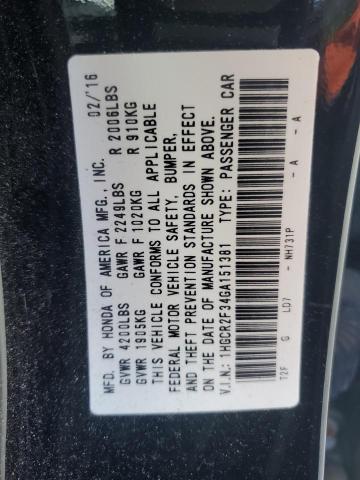 MFD. BY HONDA OF AMERICA MFG., INC. 02/'16
GVWR 4200LBS GAWR F 2249LBS R 2006LBS
GVWR 1905KG GAWR F 1020KG R 910KG
THIS VEHICLE CONFORMS TO ALL APPLICABLE
FEDERAL MOTOR VEHICLE SAFETY, BUMPER,
AND THEFT PREVENTION STANDARDS IN EFFECT
ON THE DATE OF MANUFACTURE SHOWN ABOVE.
V.I.N.: 1HGCR2F34GA151381 TYPE: PASSENGER CAR
T2F G LD7 - NH731P - A - A